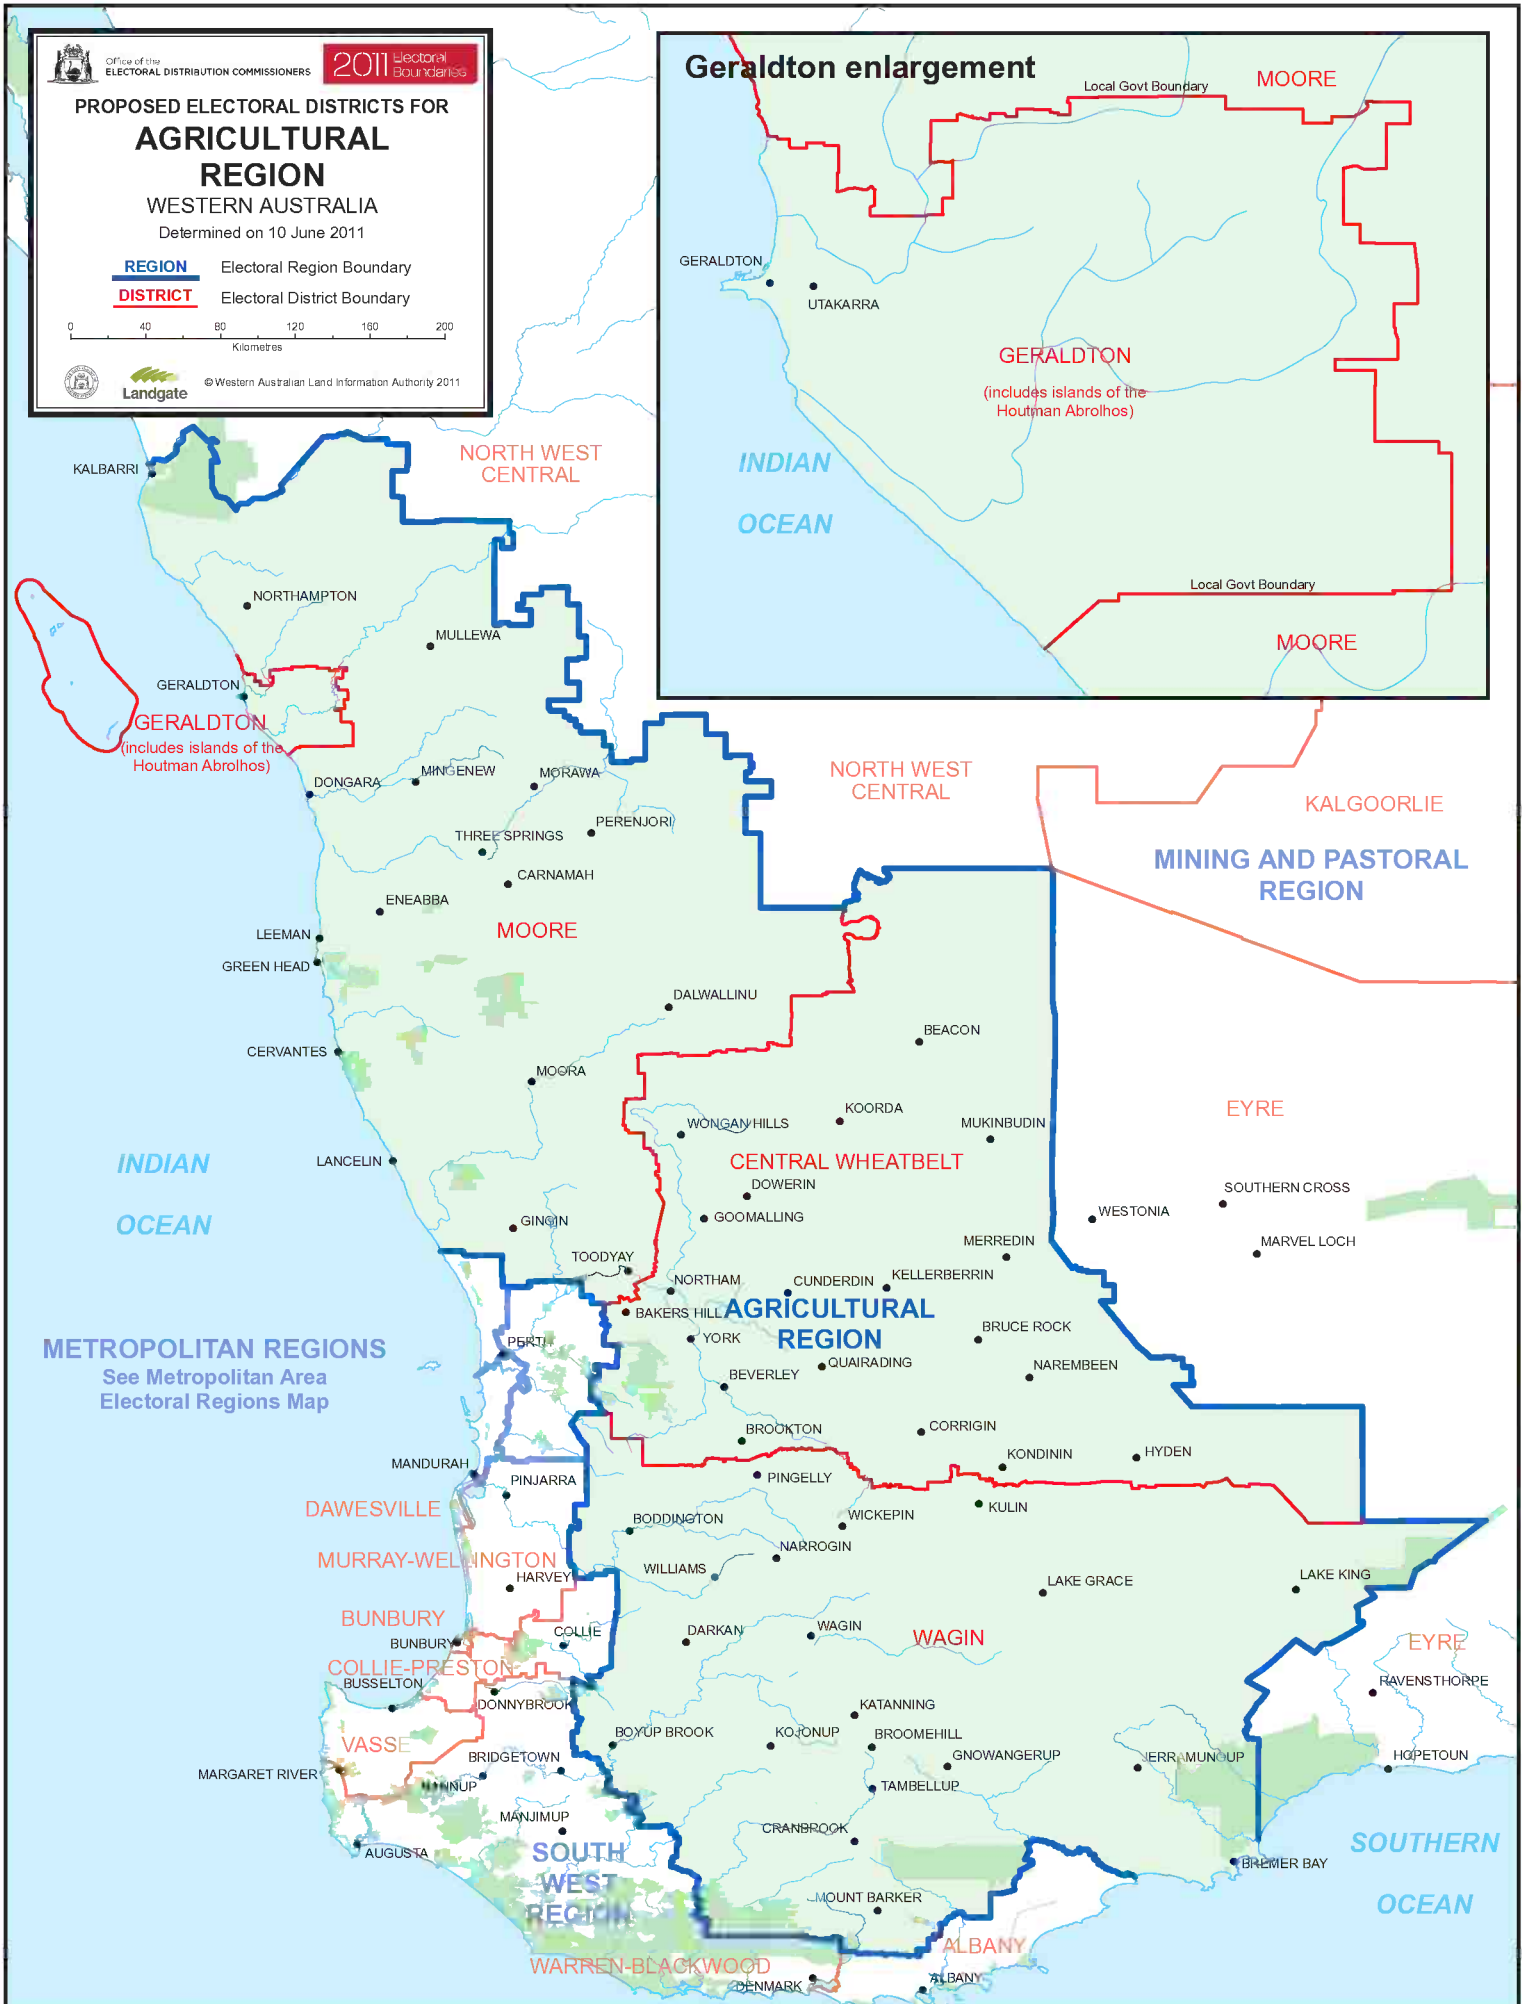 Office of the
ELECTORAL DISTRIBUTION COMMISSIONERS
2011 Electoral
Boundaries
PROPOSED ELECTORAL DISTRICTS FOR
AGRICULTURAL
REGION
WESTERN AUSTRALIA
Determined on 10 June 2011
REGION Electoral Region Boundary
DISTRICT Electoral District Boundary
0 40 80 120 160 200
Kilometres
Landgate
© Western Australian Land Information Authority 2011
Geraldton enlargement
Local Govt Boundary
MOORE
GERALDTON
UTAKARRA
GERALDTON
(includes islands of the
Houtman Abrolhos)
INDIAN
OCEAN
Local Govt Boundary
MOORE
NORTH WEST
CENTRAL
KALBARRI
NORTHAMPTON
MULLEWA
GERALDTON
GERALDTON
(includes islands of the
Houtman Abrolhos)
DONGARA
MINGENEW
MORAWA
NORTH WEST
CENTRAL
KALGOORLIE
PERENJORI
THREE SPRINGS
MINING AND PASTORAL
REGION
CARNAMAH
ENEABBA
LEEMAN
MOORE
GREEN HEAD
DALWALLINU
BEACON
CERVANTES
MOORA
KOORDA
EYRE
WONGAN HILLS
MUKINBUDIN
INDIAN
OCEAN
LANCELIN
CENTRAL WHEATBELT
DOWERIN
SOUTHERN CROSS
GOOMALLING
WESTONIA
GINGIN
MERREDIN
MARVEL LOCH
TOODYAY
NORTHAM
CUNDERDIN
KELLERBERRIN
BAKERS HILL
AGRICULTURAL
REGION
BRUCE ROCK
METROPOLITAN REGIONS
See Metropolitan Area
Electoral Regions Map
PERTH
YORK
QUAIRADING
NAREMBEEN
BEVERLEY
BROOKTON
CORRIGIN
KONDININ
HYDEN
MANDURAH
PINJARRA
PINGELLY
DAWESVILLE
KULIN
BODDINGTON
WICKEPIN
MURRAY-WELLINGTON
NARROGIN
WILLIAMS
HARVEY
LAKE GRACE
LAKE KING
BUNBURY
BUNBURY
COLLIE
DARKAN
WAGIN
WAGIN
EYRE
COLLIE-PRESTON
BUSSELTON
DONNYBROOK
RAVENSTHORPE
KATANNING
BOYUP BROOK
KOJONUP
BROOMEHILL
VASSE
BRIDGETOWN
GNOWANGERUP
JERRAMUNGUP
HOPETOUN
MARGARET RIVER
NANNUP
TAMBELLUP
MANJIMUP
CRANBROOK
SOUTHERN
OCEAN
AUGUSTA
SOUTH
WEST
REGION
BREMER BAY
MOUNT BARKER
ALBANY
WARREN-BLACKWOOD
DENMARK
ALBANY